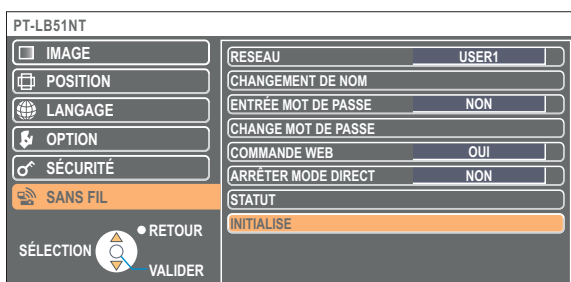 PT-LB51NT
IMAGE
POSITION
LANGAGE
OPTION
SÉCURITÉ
SANS FIL
RETOUR
SÉLECTION
VALIDER
RESEAU USER1
CHANGEMENT DE NOM
ENTRÉE MOT DE PASSE NON
CHANGE MOT DE PASSE
COMMANDE WEB OUI
ARRÊTER MODE DIRECT NON
STATUT
INITIALISE